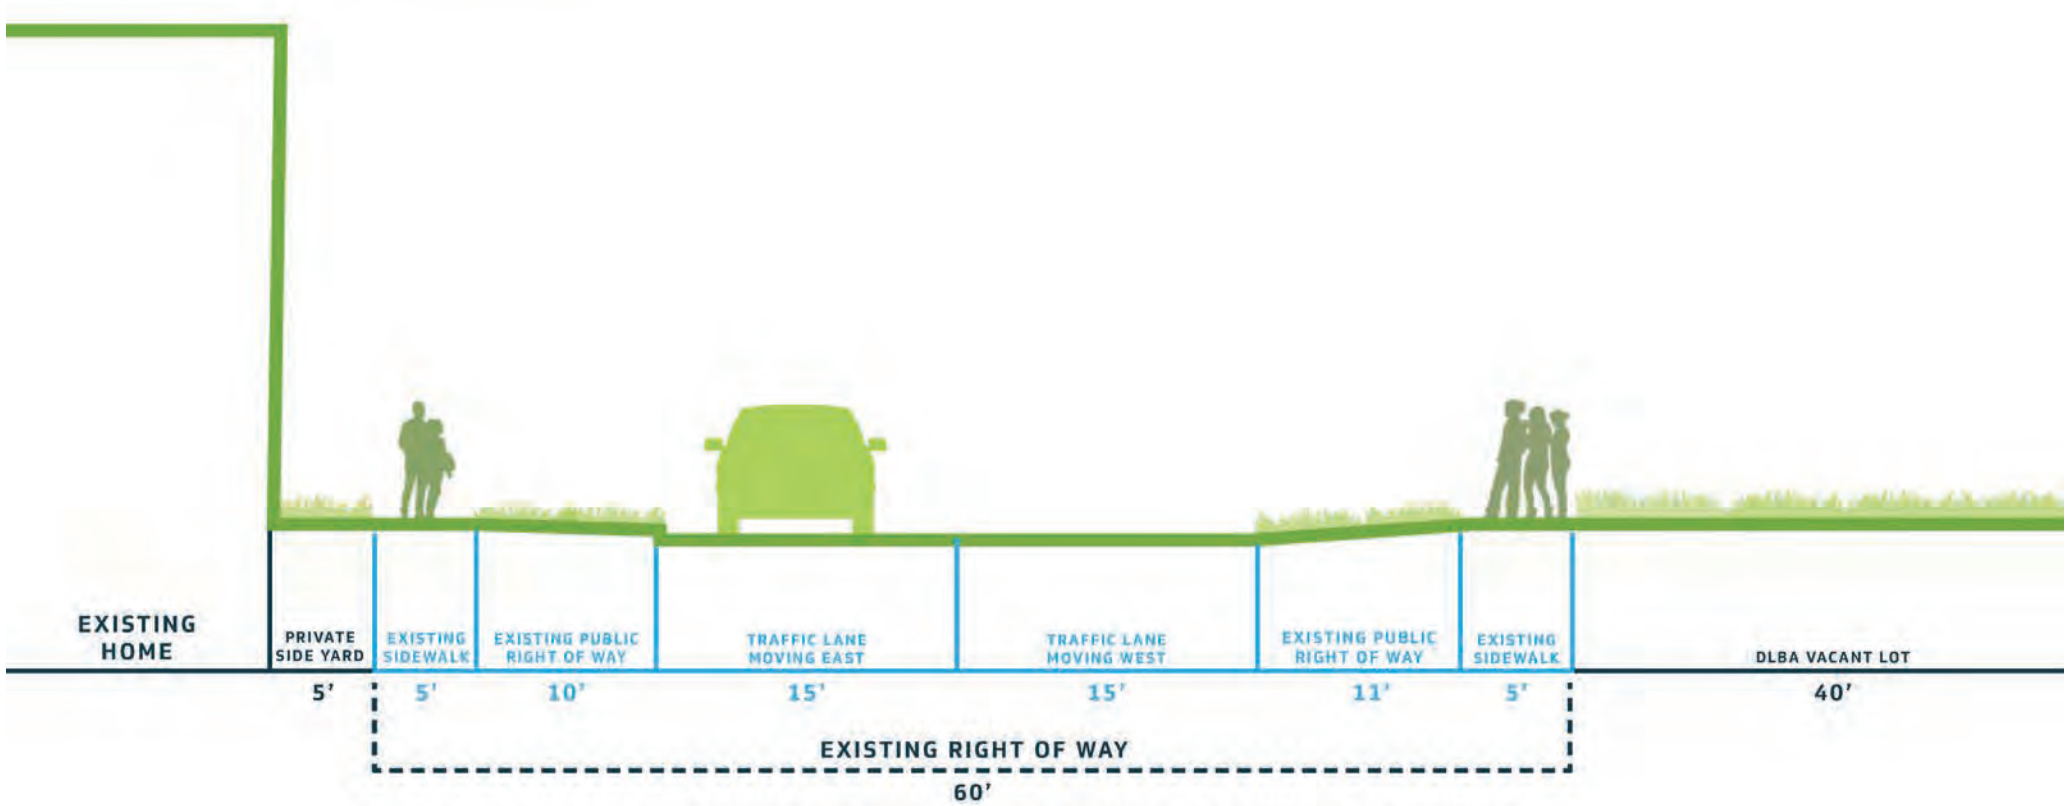 EXISTING
HOME
PRIVATE
SIDE YARD
EXISTING
SIDEWALK
EXISTING PUBLIC
RIGHT OF WAY
TRAFFIC LANE
MOVING EAST
TRAFFIC LANE
MOVING WEST
EXISTING PUBLIC
RIGHT OF WAY
EXISTING
SIDEWALK
DLBA VACANT LOT
5'
5'
10'
15'
15'
11'
5'
40'
EXISTING RIGHT OF WAY
60'